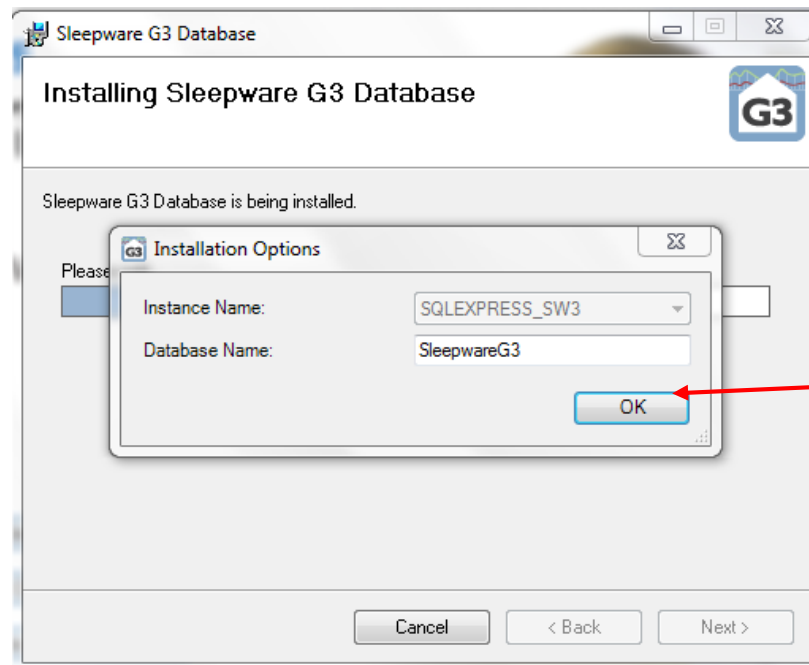 Sleepware G3 Database
Installing Sleepware G3 Database
G3
Sleepware G3 Database is being installed.
Please
G3 Installation Options
Instance Name: SQLEXPRESS_SW3
Database Name: SleepwareG3
OK
Cancel < Back Next >